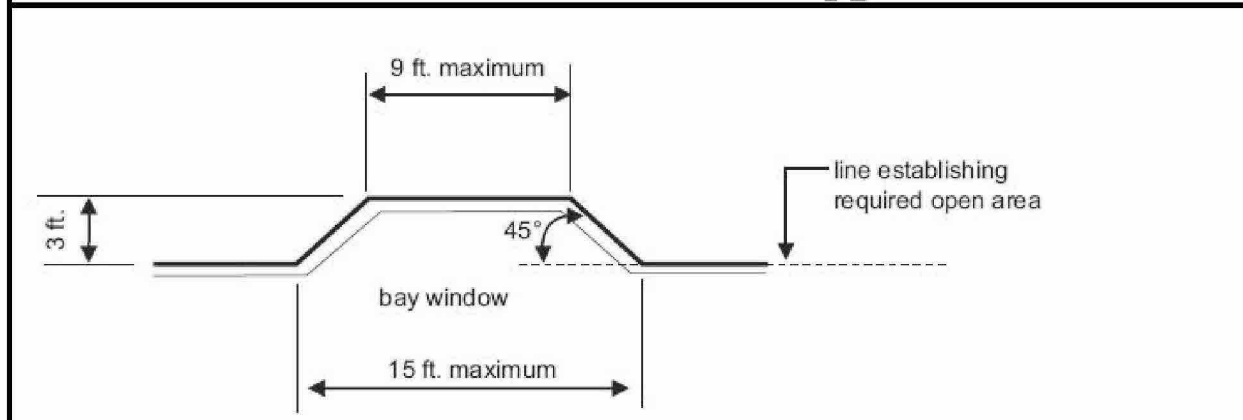 9 ft. maximum
line establishing
required open area
3 ft.
45°
bay window
15 ft. maximum